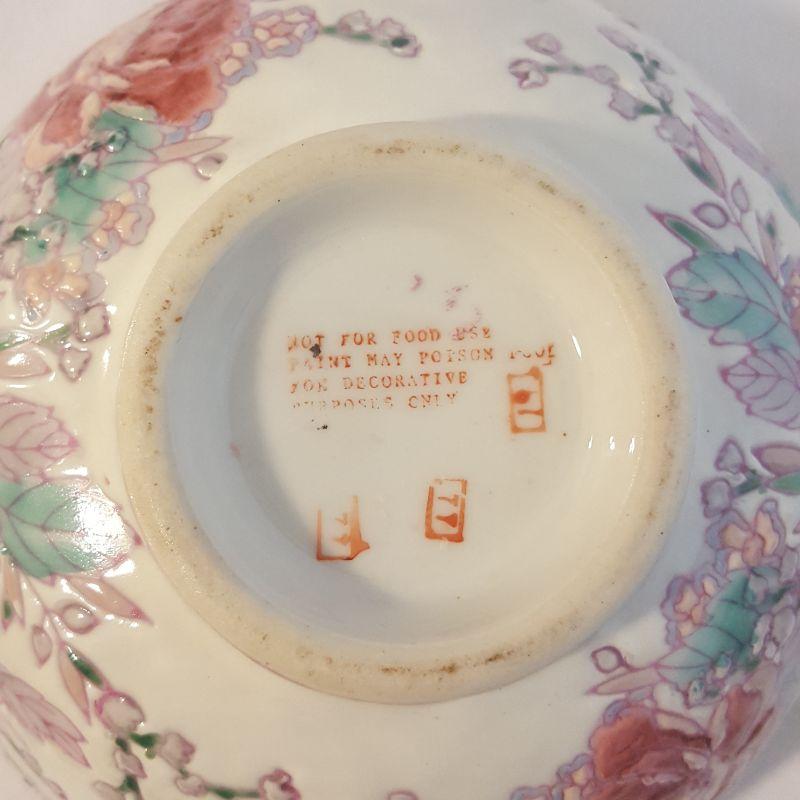 NOT FOR FOOD USE
PAINT MAY POISON FOOD
FOR DECORATIVE
PURPOSES ONLY